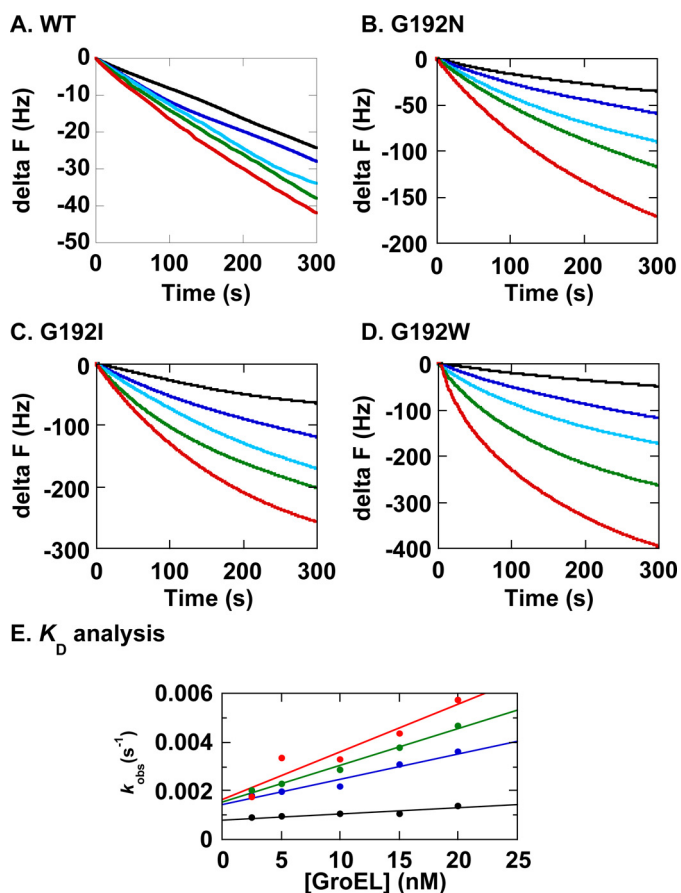 A. WT
B. G192N
0
-10
-20
-30
-40
-50
delta F (Hz)
0 100 200 300
Time (s)
0
-50
-100
-150
-200
delta F (Hz)
0 100 200 300
Time (s)
C. G192I
D. G192W
0
-100
-200
-300
delta F (Hz)
0 100 200 300
Time (s)
0
-100
-200
-300
-400
delta F (Hz)
0 100 200 300
Time (s)
E. K_D analysis
0.006
0.004
0.002
0
k_obs(s⁻¹)
0 5 10 15 20 25
[GroEL] (nM)